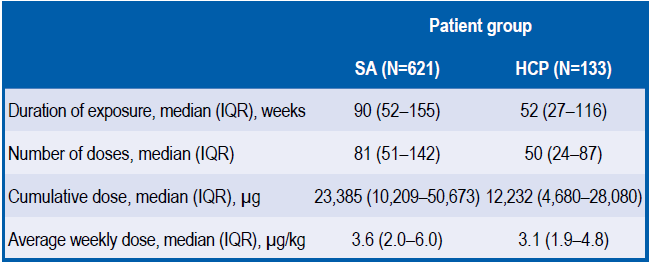 Patient group
SA (N=621) HCP (N=133)
Duration of exposure, median (IQR), weeks 90 (52–155) 52 (27–116)
Number of doses, median (IQR) 81 (51–142) 50 (24–87)
Cumulative dose, median (IQR), µg 23,385 (10,209–50,673) 12,232 (4,680–28,080)
Average weekly dose, median (IQR), µg/kg 3.6 (2.0–6.0) 3.1 (1.9–4.8)